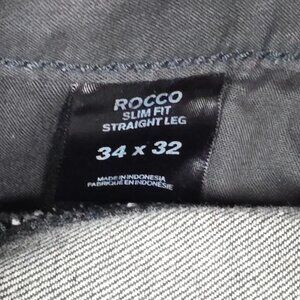 ROCCO
SLIM FIT
STRAIGHT LEG
34 x 32
MADE IN INDONESIA
FABRIQUÉ EN INDONÉSIE